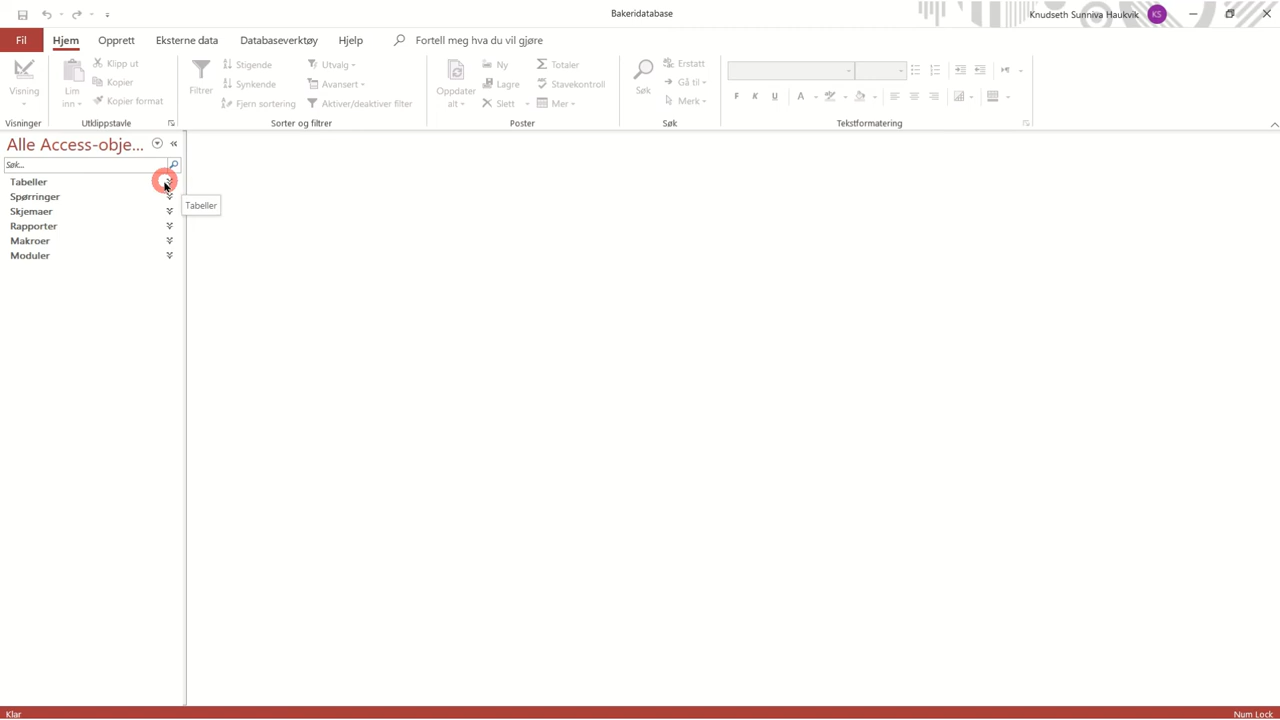 Bakeridatabase
Knudseth Sunniva Haukvik KS
Fil Hjem Opprett Eksterne data Databaseverktøy Hjelp Fortell meg hva du vil gjøre
Visning
Visninger
Lim inn
Klipp ut
Kopier
Kopier format
Utklippstavle
Filtrer
Stigende
Synkende
Fjern sortering
Utvalg
Avansert
Aktiver/deaktiver filter
Sorter og filtrer
Oppdater alt
Ny
Lagre
Slett
Totaler
Stavekontroll
Mer
Poster
Søk
Erstatt
Gå til
Merk
Søk
F K U A
Tekstformatering
Alle Access-obje...
Søk...
Tabeller
Spørringer
Skjemaer
Rapporter
Makroer
Moduler
Tabeller
Klar
Num Lock